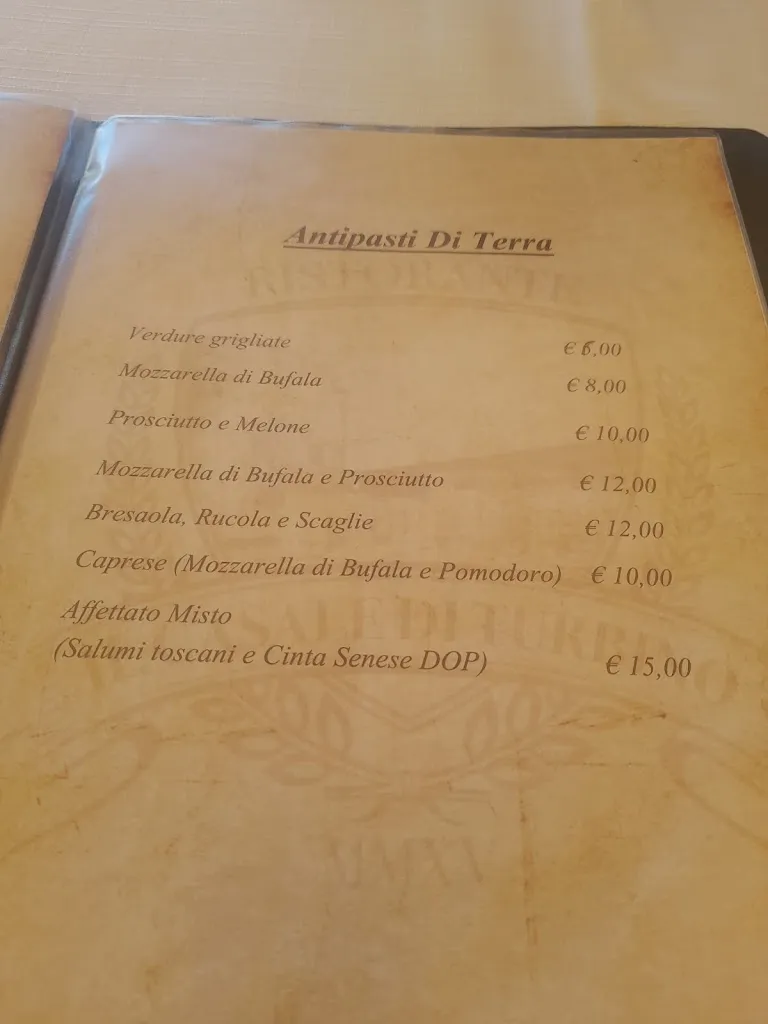 Antipasti Di Terra
RISTORANTE
Verdure grigliate € 6.00
Mozzarella di Bufala € 8,00
Prosciutto e Melone € 10,00
Mozzarella di Bufala e Prosciutto € 12,00
Bresaola, Rucola e Scaglie € 12,00
Caprese (Mozzarella di Bufala e Pomodoro) € 10,00
Affettato Misto
(Salumi toscani e Cinta Senese DOP) € 15,00